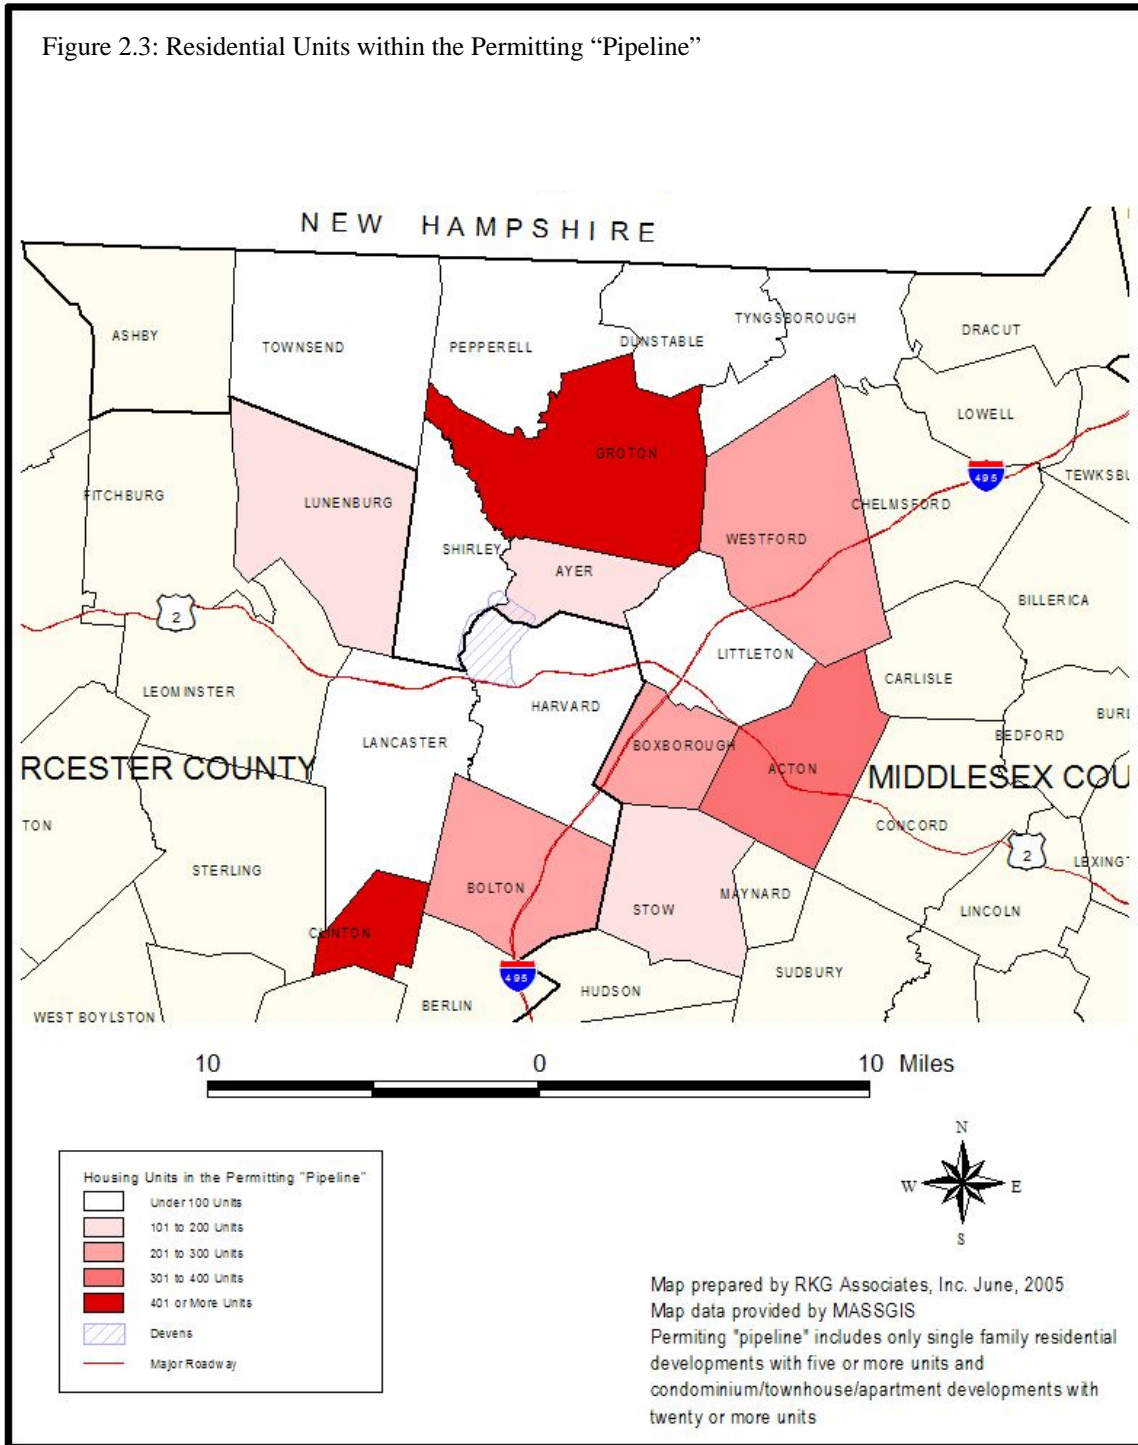 Figure 2.3: Residential Units within the Permitting “Pipeline”
NEW HAMPSHIRE
ASHBY
TOWNSEND
PEPPERELL
DUNSTABLE
TYNGSBOROUGH
DRACUT
LOWELL
GROTON
495
TEWKSBU
FITCHBURG
LUNENBURG
CHELMSFORD
WESTFORD
SHIRLEY
AYER
2
BILLERICA
LITTLETON
LEOMINSTER
HARVARD
CARLISLE
BURL
LANCASTER
BOXBOROUGH
BEDFORD
RCESTER COUNTY
ACTON
MIDDLESEX COU
TON
CONCORD
STERLING
2
LEXINGT
BOLTON
MAYNARD
STOW
LINCOLN
CLINTON
495
SUDBURY
HUDSON
BERLIN
WEST BOYLSTON
10 0 10 Miles
N
W E
S
Housing Units in the Permitting "Pipeline"
Under 100 Units
101 to 200 Units
201 to 300 Units
301 to 400 Units
401 or More Units
Devens
Major Roadway
Map prepared by RKG Associates, Inc. June, 2005
Map data provided by MASSGIS
Permiting "pipeline" includes only single family residential
developments with five or more units and
condominium/townhouse/apartment developments with
twenty or more units